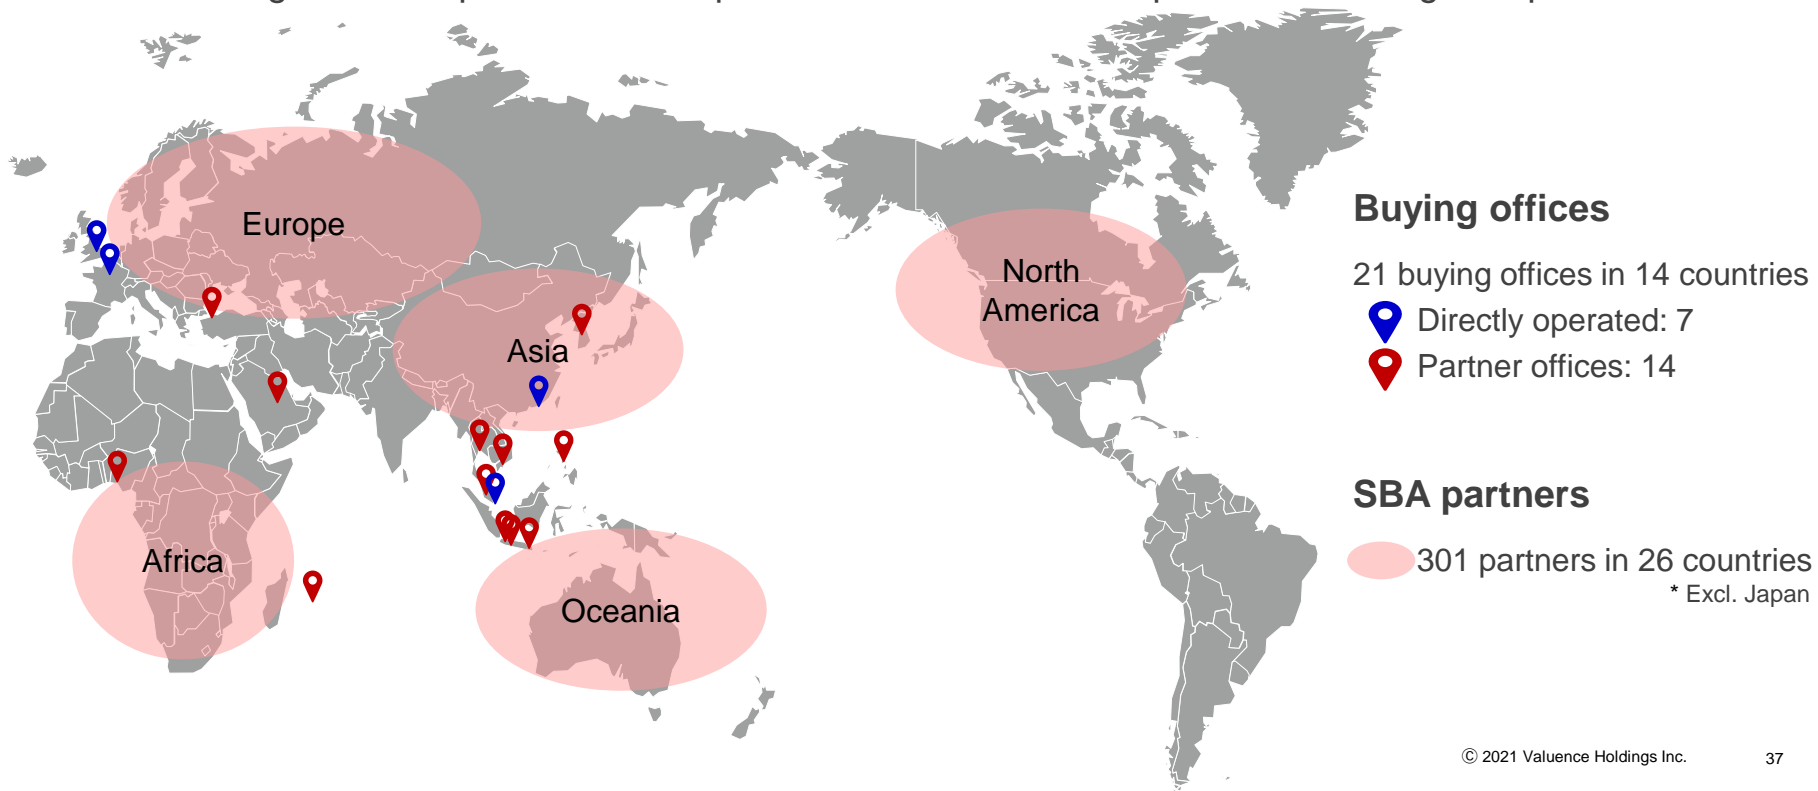 Europe
Asia
Africa
Oceania
North
America
Buying offices
21 buying offices in 14 countries
Directly operated: 7
Partner offices: 14
SBA partners
301 partners in 26 countries
* Excl. Japan
Ⓒ 2021 Valuence Holdings Inc.
37